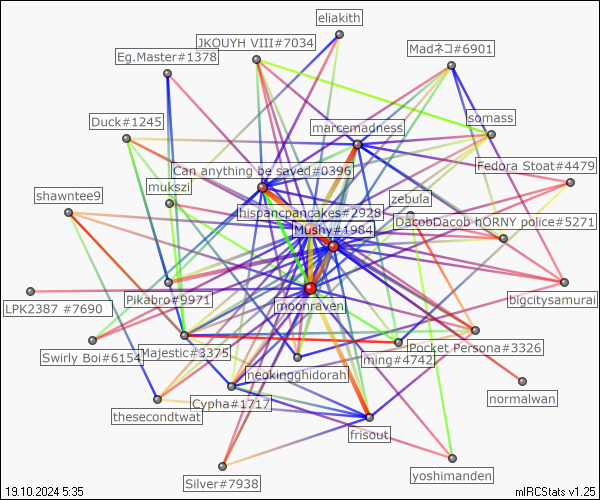 eliakith
JKOUYH VIII#7034
Madネコ#6901
Eg.Master#1378
somass
Duck#1245
marcemadness
Fedora Stoat#4479
Can anything be saved#0396
mukszi
shawntee9
zebula
hispancpancakes#2928
DacobDacob hORNY police#5271
Mushy#1984
Pikabro#9971
bigcitysamurai
LPK2387 #7690
moonraven
Swirly Boi#6154
Majestic#3375
ming#4742
Pocket Persona#3326
neokingghidorah
normalwan
thesecondtwat
Cypha#1717
frisout
yoshimanden
Silver#7938
19.10.2024 5:35
mIRCStats v1.25